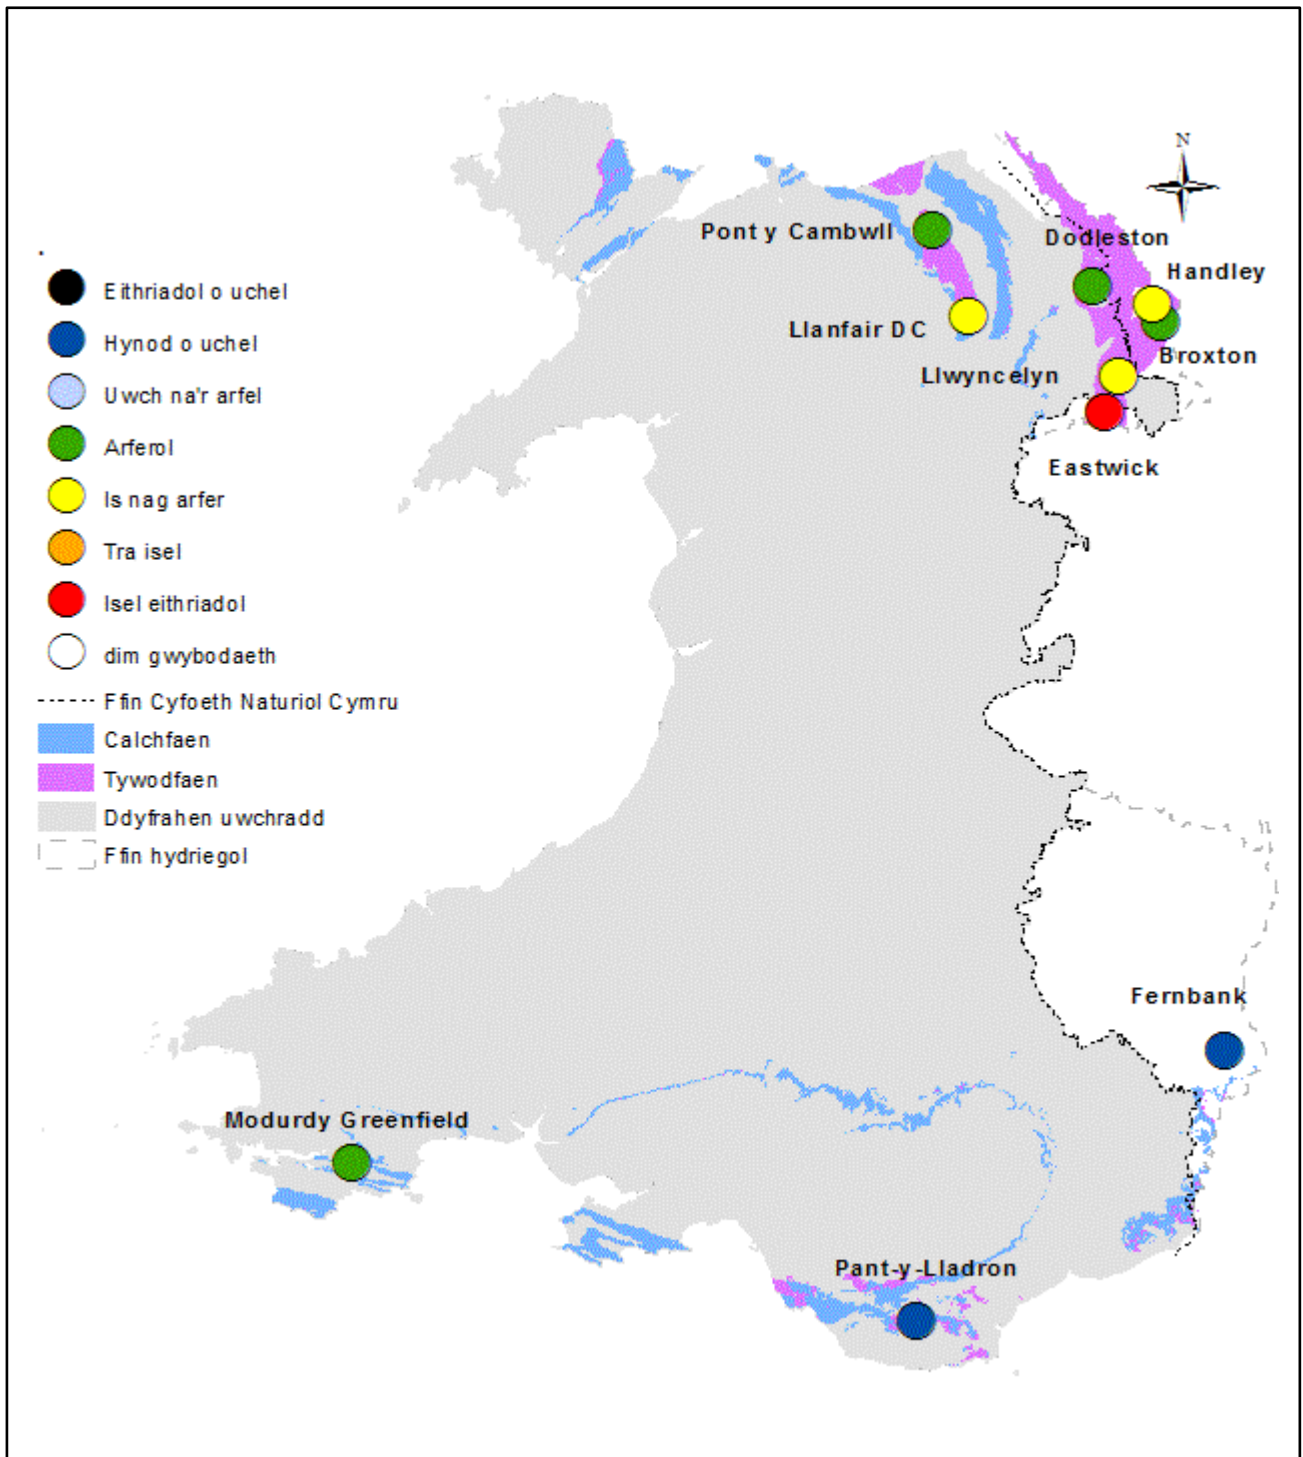 N
Pont y Cambwll
Dodleston
Handley
Llanfair DC
Broxton
Llwyncelyn
Eastwick
Eithriadol o uchel
Hynod o uchel
Uwch na'r arfel
Arferol
Is nag arfer
Tra isel
Isel eithriadol
dim gwybodaeth
Ffin Cyfoeth Naturiol Cymru
Calchfaen
Tywodfaen
Ddyfrahen uwchradd
Ffin hydriegol
Fernbank
Modurdy Greenfield
Pant-y-Lladron